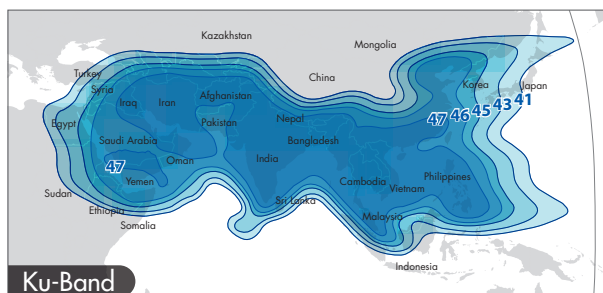 Kazakhstan
Mongolia
China
Turkey
Korea
Japan
Syria
Iraq
Iran
Afghanistan
47
46
45
43
41
Egypt
Pakistan
Nepal
Saudi Arabia
Bangladesh
47
Oman
India
Yemen
Cambodia
Vietnam
Philippines
Sudan
Sri Lanka
Ethiopia
Malaysia
Somalia
Indonesia
Ku-Band